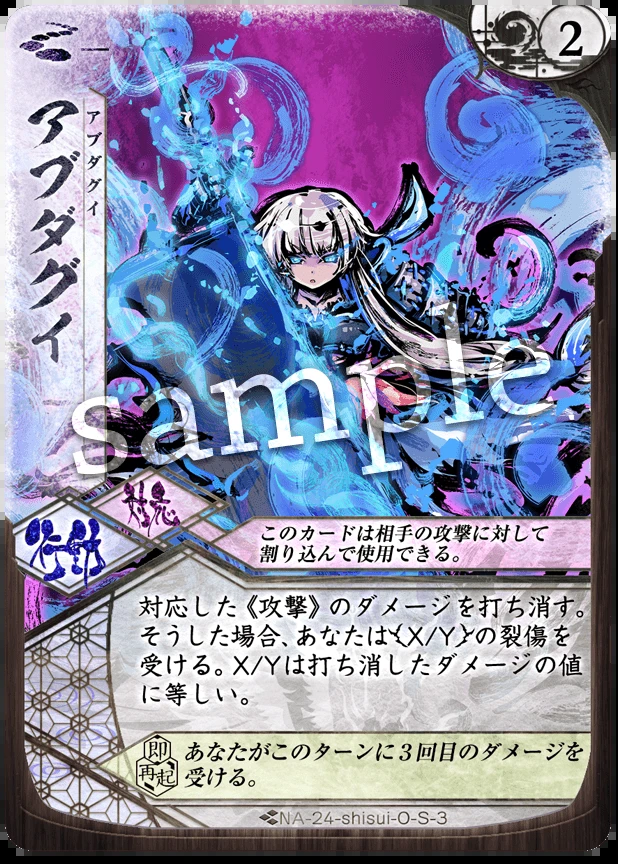 2
アブダグイ
アブダグイ
sample
対応
行動
このカードは相手の攻撃に対して
割り込んで使用できる。
対応した《攻撃》のダメージを打ち消す。
そうした場合、あなたは《X/Y》の裂傷を
受ける。X/Yは打ち消したダメージの値
に等しい。
即
再起
あなたがこのターンに3回目のダメージを
受ける。
NA-24-shisui-O-S-3